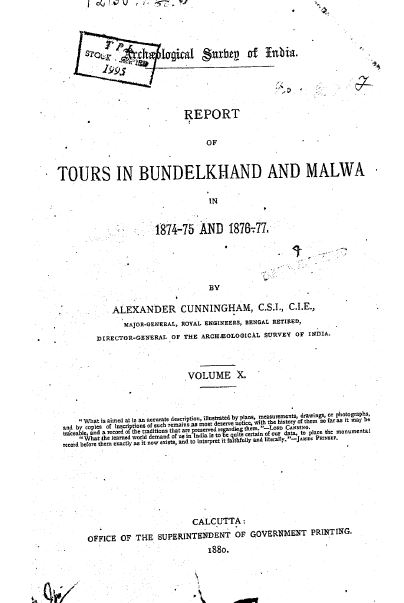 Archæological Survey of India.
STOCK
1995
REPORT
OF
TOURS IN BUNDELKHAND AND MALWA
IN
1874-75 AND 1876-77.
BY
ALEXANDER CUNNINGHAM, C.S.I., C.I.E.,
MAJOR-GENERAL, ROYAL ENGINEERS, BENGAL RETIRED,
DIRECTOR-GENERAL OF THE ARCHÆOLOGICAL SURVEY OF INDIA.
VOLUME X.
"What is aimed at is an accurate description, illustrated by plans, measurements, drawings, or photographs,
and by copies of inscriptions of such remains as most deserve notice, with the history of them so far as it may be
traceable, and a record of the traditions that are preserved regarding them."—LORD CANNING.
"What the learned world demand of us in India is to be quite certain of our data, to place the monumental
record before them exactly as it now exists, and to interpret it faithfully and literally."—JAMES PRINSEP.
CALCUTTA:
OFFICE OF THE SUPERINTENDENT OF GOVERNMENT PRINTING.
1880.